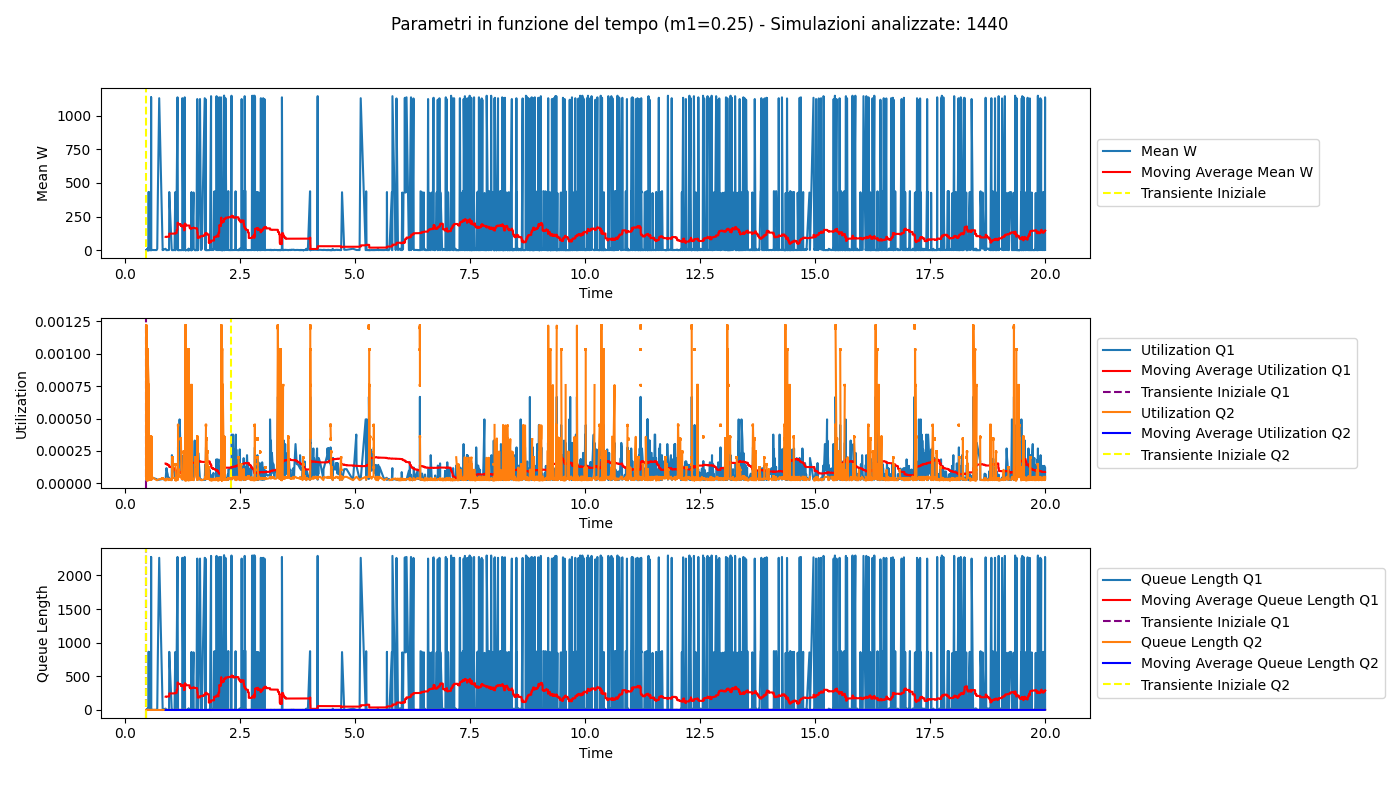 Parametri in funzione del tempo (m1=0.25) - Simulazioni analizzate: 1440
Mean W
1000
750
500
250
0
0.0 2.5 5.0 7.5 10.0 12.5 15.0 17.5 20.0
Time
Mean W
Moving Average Mean W
Transiente Iniziale
Utilization
0.00125
0.00100
0.00075
0.00050
0.00025
0.00000
0.0 2.5 5.0 7.5 10.0 12.5 15.0 17.5 20.0
Time
Utilization Q1
Moving Average Utilization Q1
Transiente Iniziale Q1
Utilization Q2
Moving Average Utilization Q2
Transiente Iniziale Q2
Queue Length
2000
1500
1000
500
0
0.0 2.5 5.0 7.5 10.0 12.5 15.0 17.5 20.0
Time
Queue Length Q1
Moving Average Queue Length Q1
Transiente Iniziale Q1
Queue Length Q2
Moving Average Queue Length Q2
Transiente Iniziale Q2